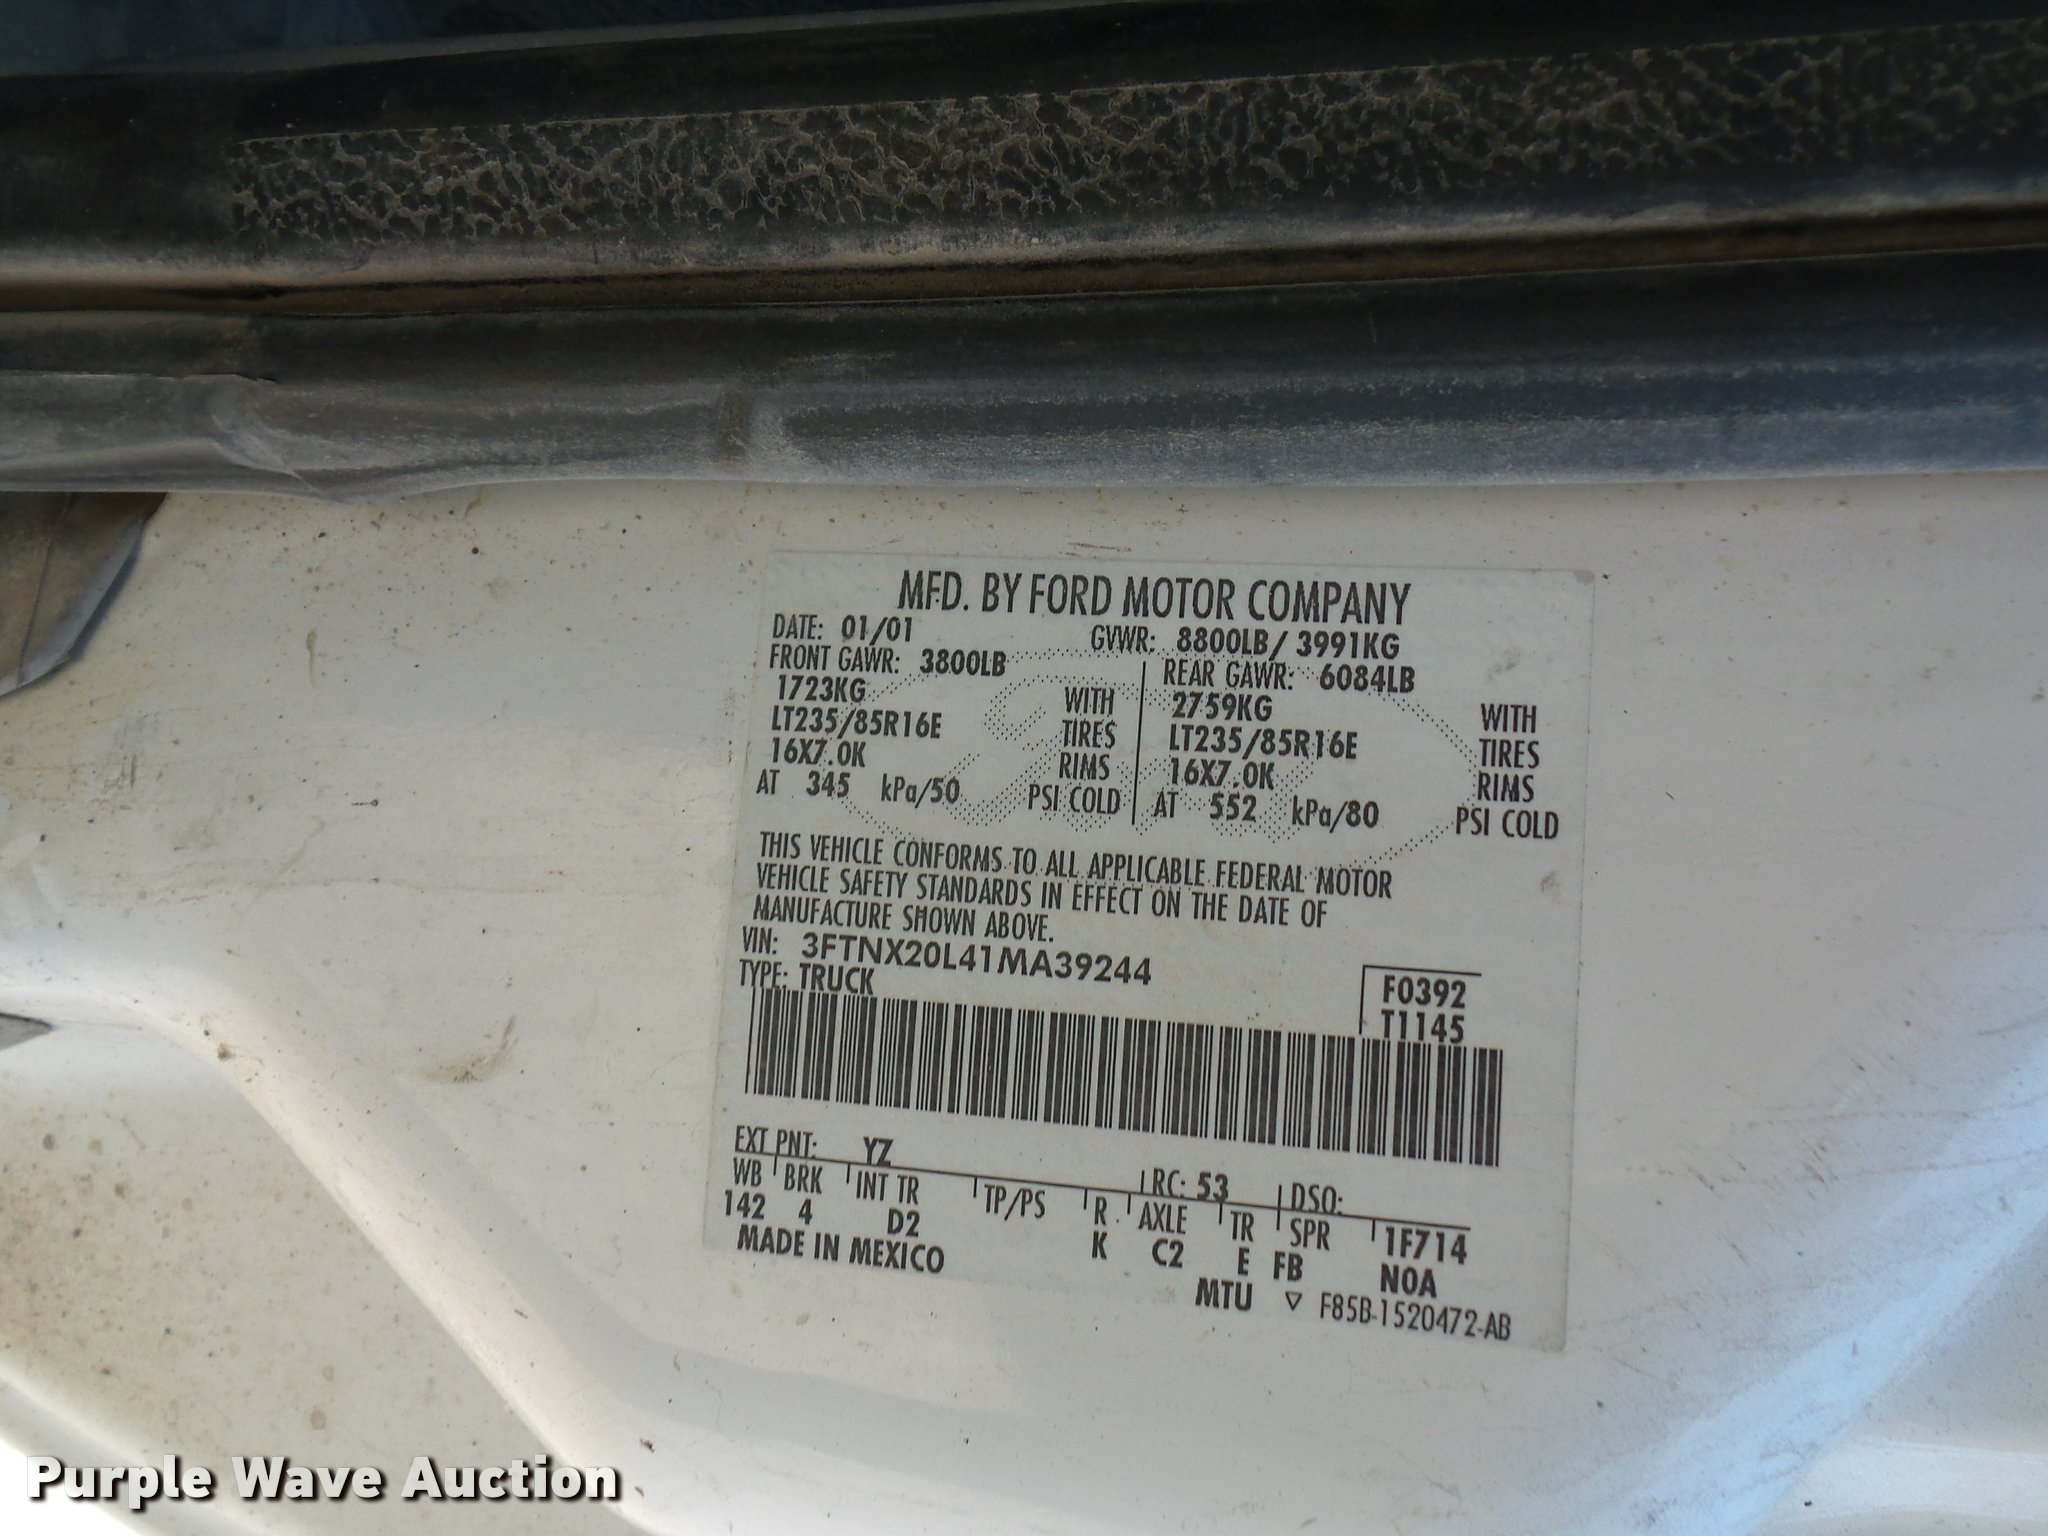 MFD. BY FORD MOTOR COMPANY
DATE: 01/01 GVWR: 8800LB/ 3991KG
FRONT GAWR: 3800LB REAR GAWR: 6084LB
1723KG WITH 2759KG WITH
LT235/85R16E TIRES LT235/85R16E TIRES
16X7.0K RIMS 16X7.0K RIMS
AT 345 kPa/50 PSI COLD AT 552 kPa/80 PSI COLD
THIS VEHICLE CONFORMS TO ALL APPLICABLE FEDERAL MOTOR
VEHICLE SAFETY STANDARDS IN EFFECT ON THE DATE OF
MANUFACTURE SHOWN ABOVE.
VIN: 3FTNX20L41MA39244
TYPE: TRUCK
F0392
T1145
EXT PNT: YZ RC: 53 DSO:
WB BRK INT TR TP/PS R AXLE TR SPR 1F714
142 4 D2 K C2 E FB N0A
MADE IN MEXICO MTU ▽ F85B-1520472-AB
Purple Wave Auction